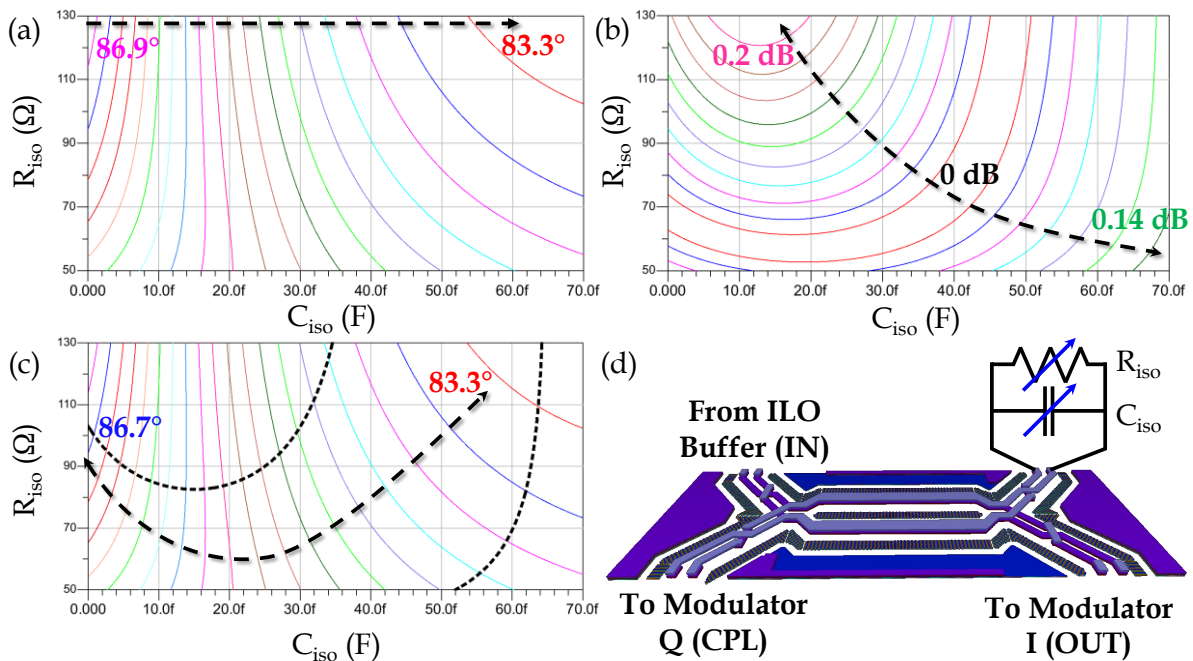 (a)
86.9°
83.3°
R_iso (Ω)
130
110
90
70
50
0.000 10.0f 20.0f 30.0f 40.0f 50.0f 60.0f 70.0f
C_iso (F)
(b)
0.2 dB
0 dB
0.14 dB
R_iso (Ω)
130
110
90
70
50
0.000 10.0f 20.0f 30.0f 40.0f 50.0f 60.0f 70.0f
C_iso (F)
(c)
86.7°
83.3°
R_iso (Ω)
130
110
90
70
50
0.000 10.0f 20.0f 30.0f 40.0f 50.0f 60.0f 70.0f
C_iso (F)
(d)
R_iso
C_iso
From ILO
Buffer (IN)
To Modulator
Q (CPL)
To Modulator
I (OUT)